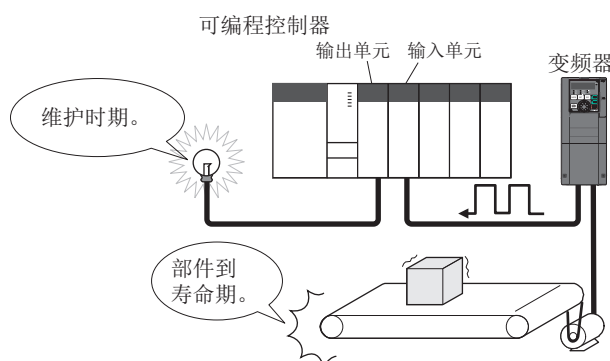 可编程控制器
输出单元 输入单元
变频器
维护时期。
部件到
寿命期。